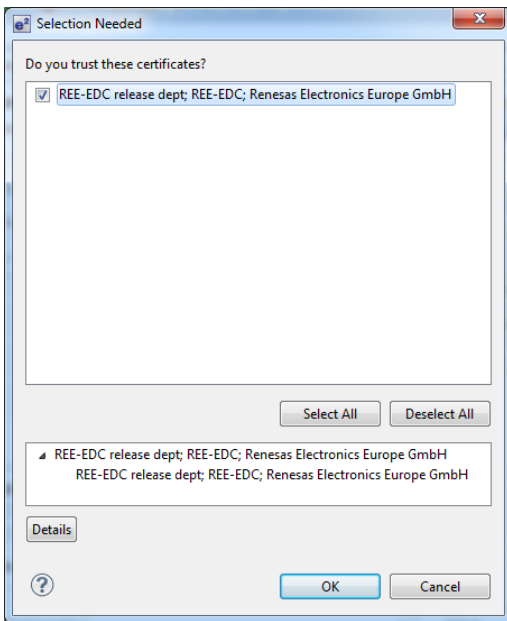 e² Selection Needed
Do you trust these certificates?
REE-EDC release dept; REE-EDC; Renesas Electronics Europe GmbH
Select All
Deselect All
REE-EDC release dept; REE-EDC; Renesas Electronics Europe GmbH
REE-EDC release dept; REE-EDC; Renesas Electronics Europe GmbH
Details
?
OK
Cancel